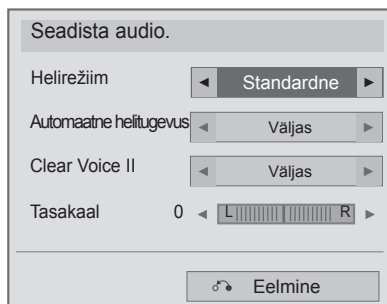 Seadista audio.
Helirežiim ◄ Standardne ►
Automaatne helitugevus ◄ Väljas ►
Clear Voice II ◄ Väljas ►
Tasakaal 0 ◄ L R ►
Eelmine